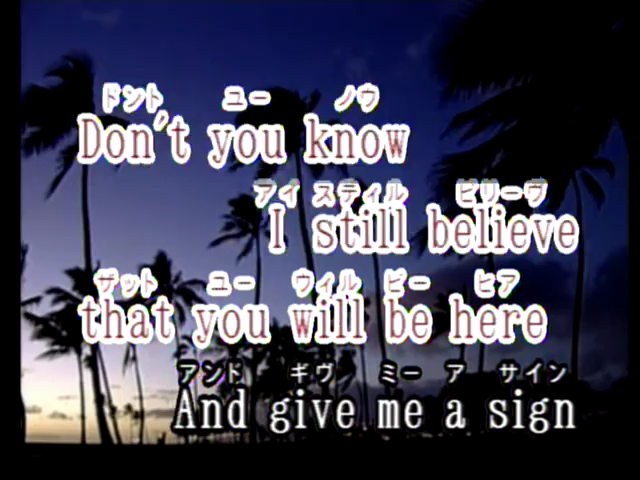 ドント ユー ノウ
Don't you know
アイ スティル ビリーヴ
I still believe
ザット ユー ウィル ビー ヒア
that you will be here
アンド ギヴ ミー ア サイン
And give me a sign